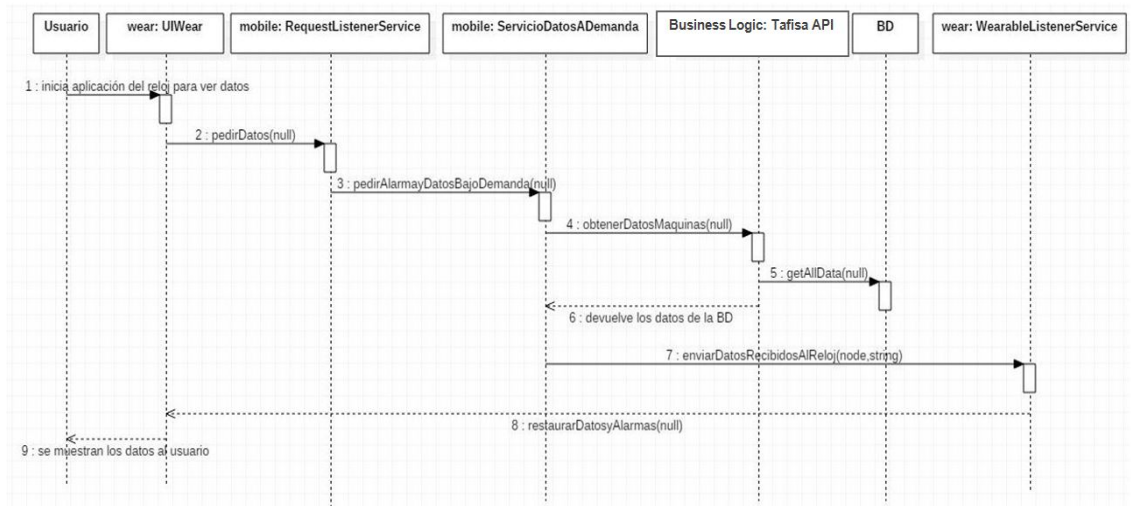 Usuario
wear: UIWear
mobile: RequestListenerService
mobile: ServicioDatosADemanda
Business Logic: Tafisa API
BD
wear: WearableListenerService
1 : inicia aplicación del reloj para ver datos
2 : pedirDatos(null)
3 : pedirAlarmayDatosBajoDemanda(null)
4 : obtenerDatosMaquinas(null)
5 : getAllData(null)
6 : devuelve los datos de la BD
7 : enviarDatosRecibidosAlReloj(node,string)
8 : restaurarDatosyAlarmas(null)
9 : se muestran los datos al usuario